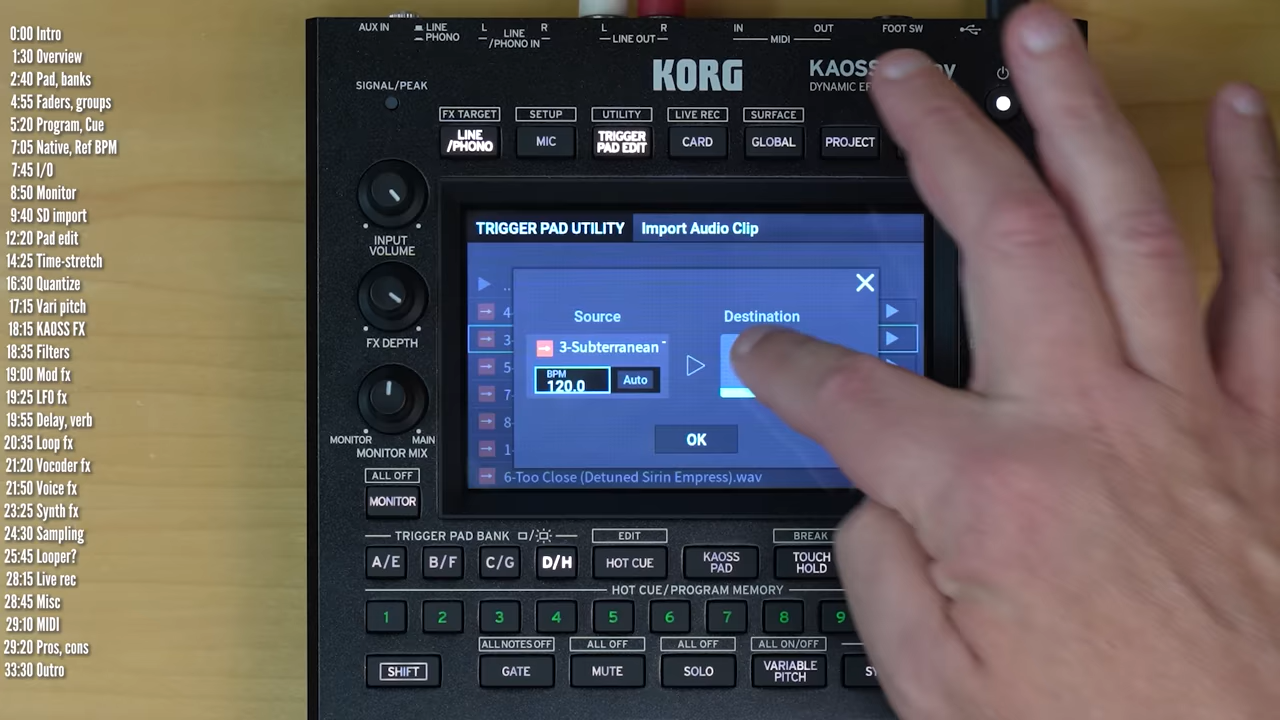 0:00 Intro
1:30 Overview
2:40 Pad, banks
4:55 Faders, groups
5:20 Program, Cue
7:05 Native, Ref BPM
7:45 I/O
8:50 Monitor
9:40 SD import
12:20 Pad edit
14:25 Time-stretch
16:30 Quantize
17:15 Vari pitch
18:15 KAOSS FX
18:35 Filters
19:00 Mod fx
19:25 LFO fx
19:55 Delay, verb
20:35 Loop fx
21:20 Vocoder fx
21:50 Voice fx
23:25 Synth fx
24:30 Sampling
25:45 Looper?
28:15 Live rec
28:45 Misc
29:10 MIDI
29:20 Pros, cons
33:30 Outro
AUX IN
LINE
PHONO
L R
LINE
/PHONO IN
L R
LINE OUT
IN OUT
MIDI
FOOT SW
KORG
KAOSS
DYNAMIC
SIGNAL/PEAK
FX TARGET SETUP UTILITY LIVE REC SURFACE
LINE
/PHONO
MIC
TRIGGER
PAD EDIT
CARD
GLOBAL
PROJECT
INPUT
VOLUME
FX DEPTH
MONITOR MAIN
MONITOR MIX
ALL OFF
MONITOR
TRIGGER PAD UTILITY Import Audio Clip
..
4-
3-
5-
7-
8-
1-
Source Destination
3-Subterranean
BPM
120.0
Auto
OK
6-Too Close (Detuned Sirin Empress).wav
TRIGGER PAD BANK EDIT BREAK
A/E B/F C/G D/H HOT CUE
KAOSS
PAD
TOUCH
HOLD
HOT CUE/PROGRAM MEMORY
1 2 3 4 5 6 7 8 9
ALL NOTES OFF ALL OFF ALL OFF ALL ON/OFF
SHIFT GATE MUTE SOLO
VARIABLE
PITCH